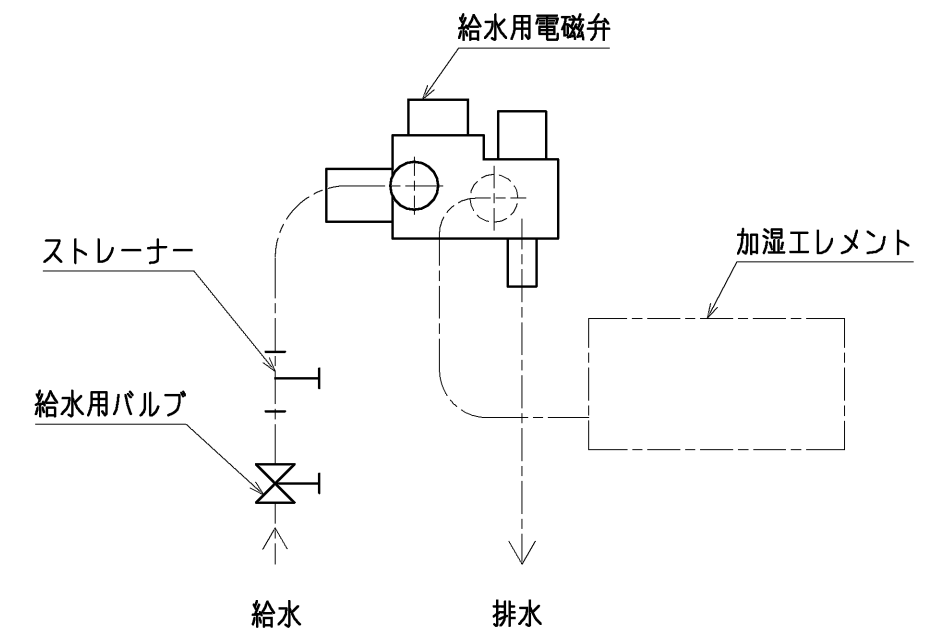 給水用電磁弁
加湿エレメント
ストレーナー
給水用バルブ
給水
排水